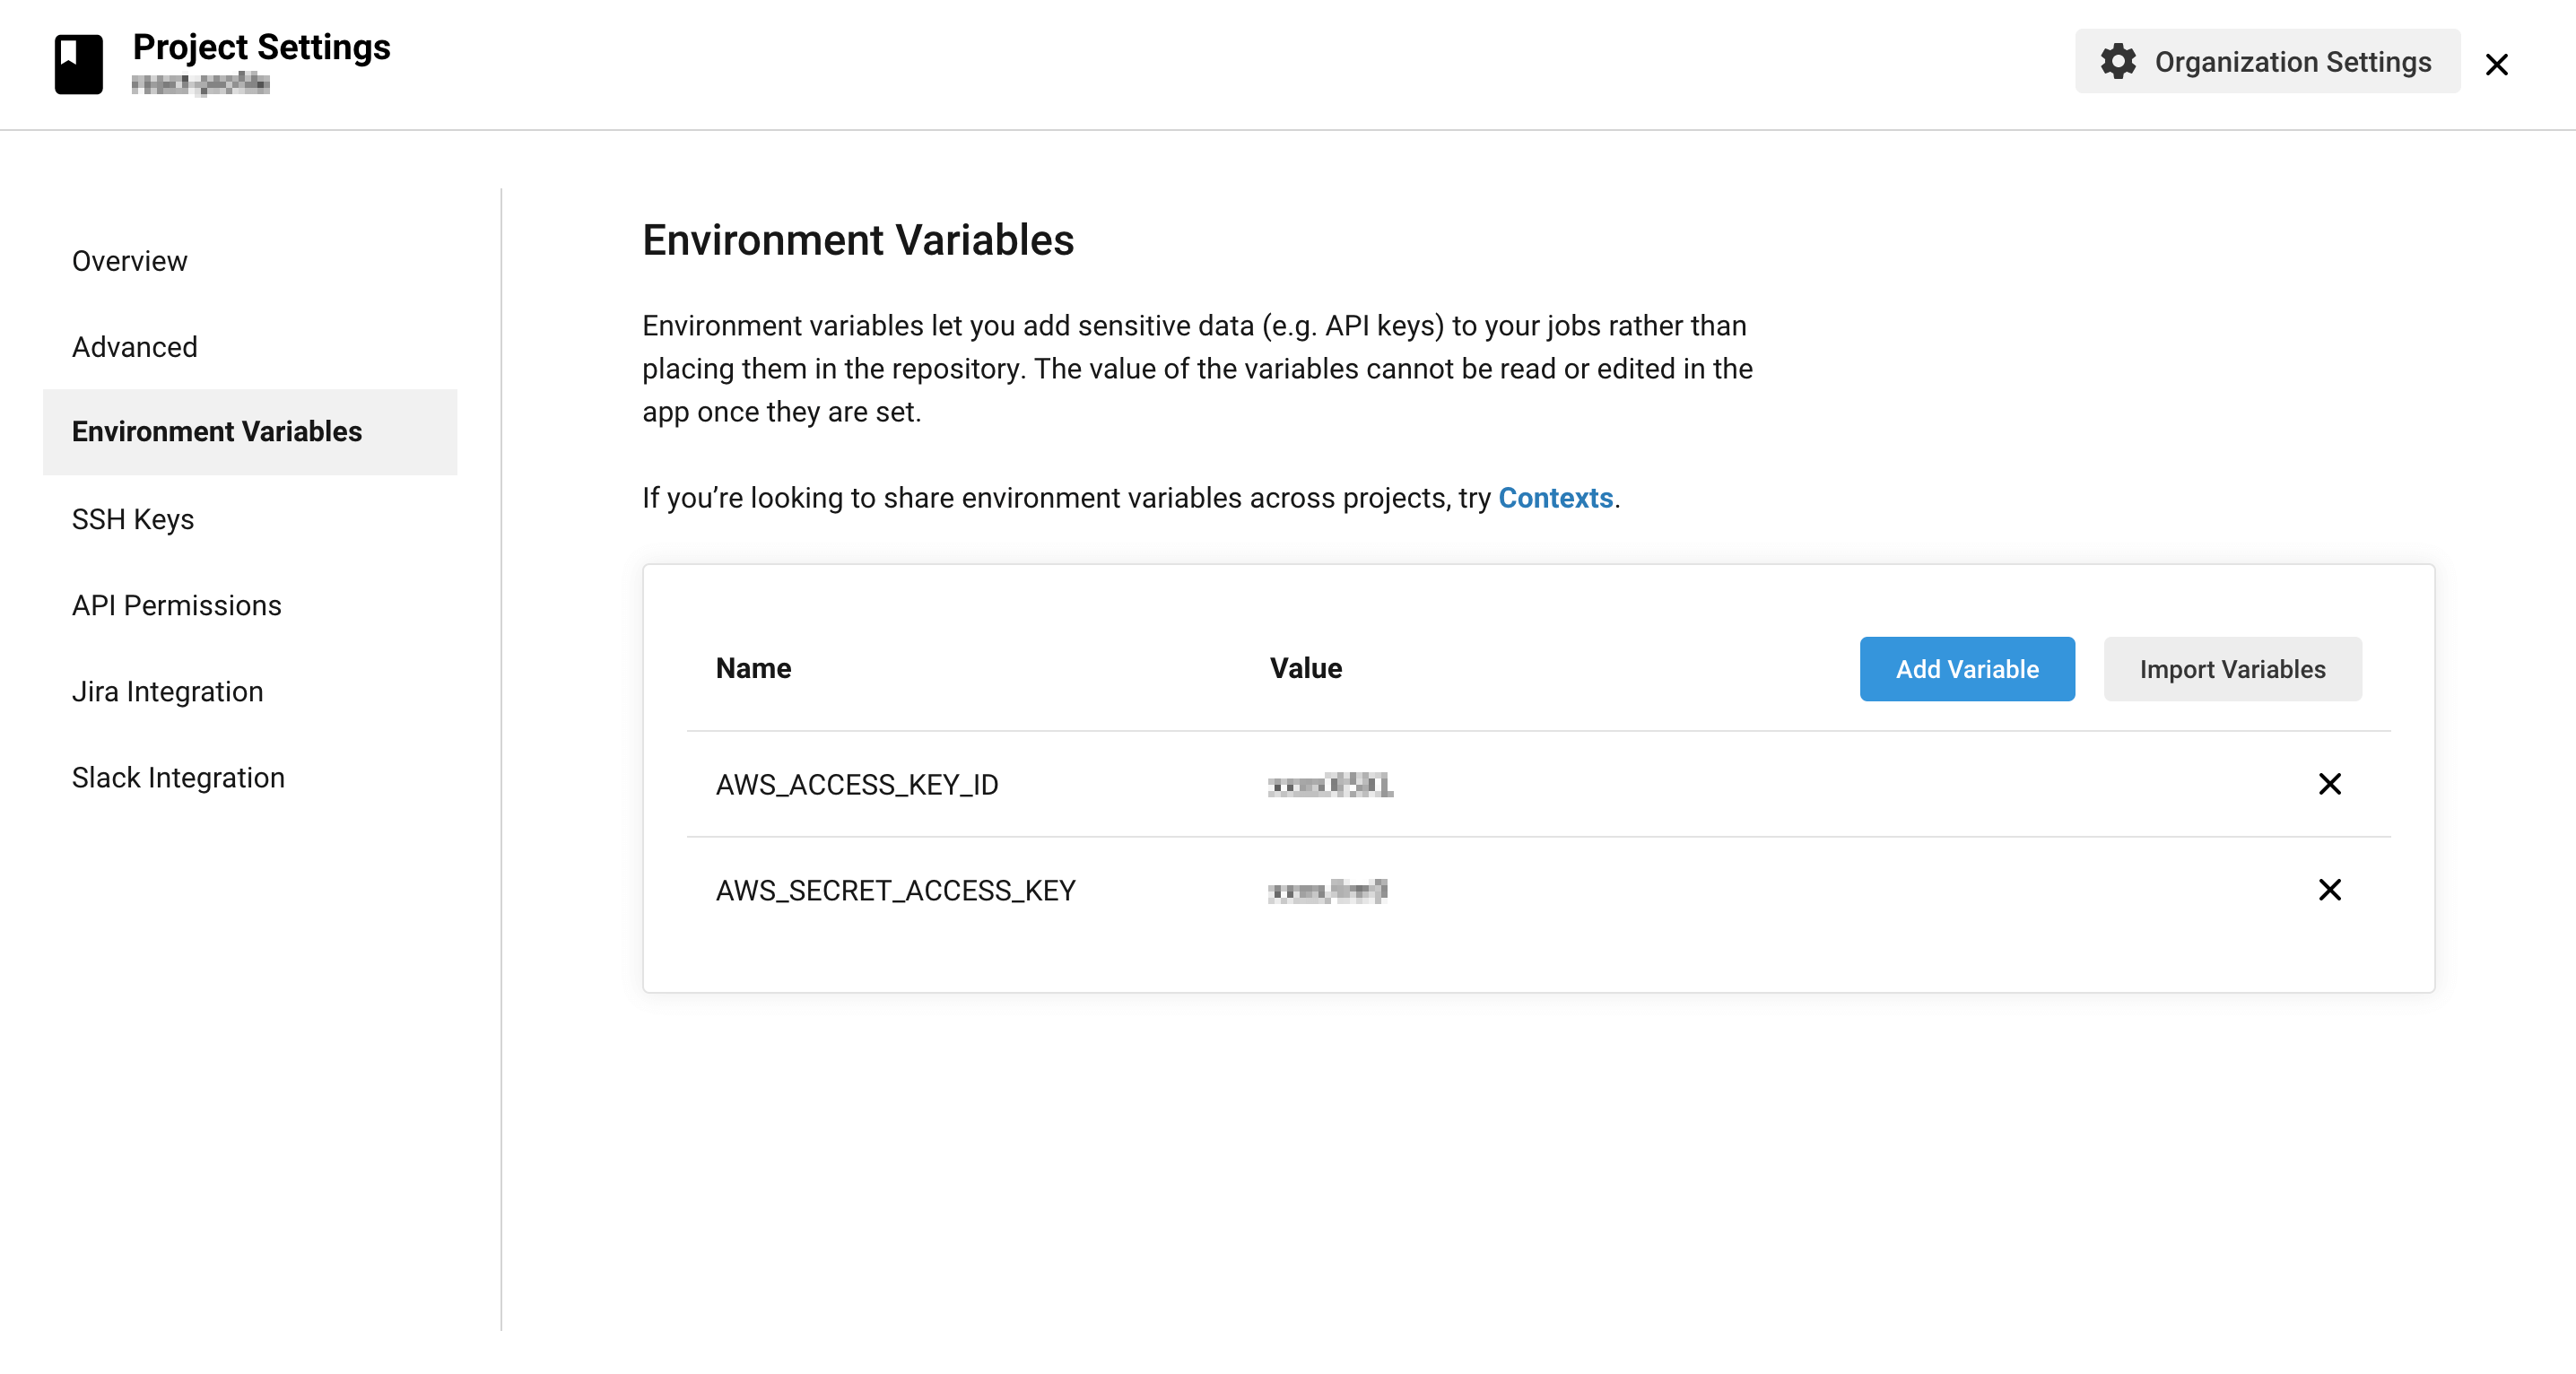 Project Settings
Organization Settings
Overview
Advanced
Environment Variables
SSH Keys
API Permissions
Jira Integration
Slack Integration
Environment Variables
Environment variables let you add sensitive data (e.g. API keys) to your jobs rather than
placing them in the repository. The value of the variables cannot be read or edited in the
app once they are set.
If you’re looking to share environment variables across projects, try Contexts.
Name Value Add Variable Import Variables
AWS_ACCESS_KEY_ID
AWS_SECRET_ACCESS_KEY